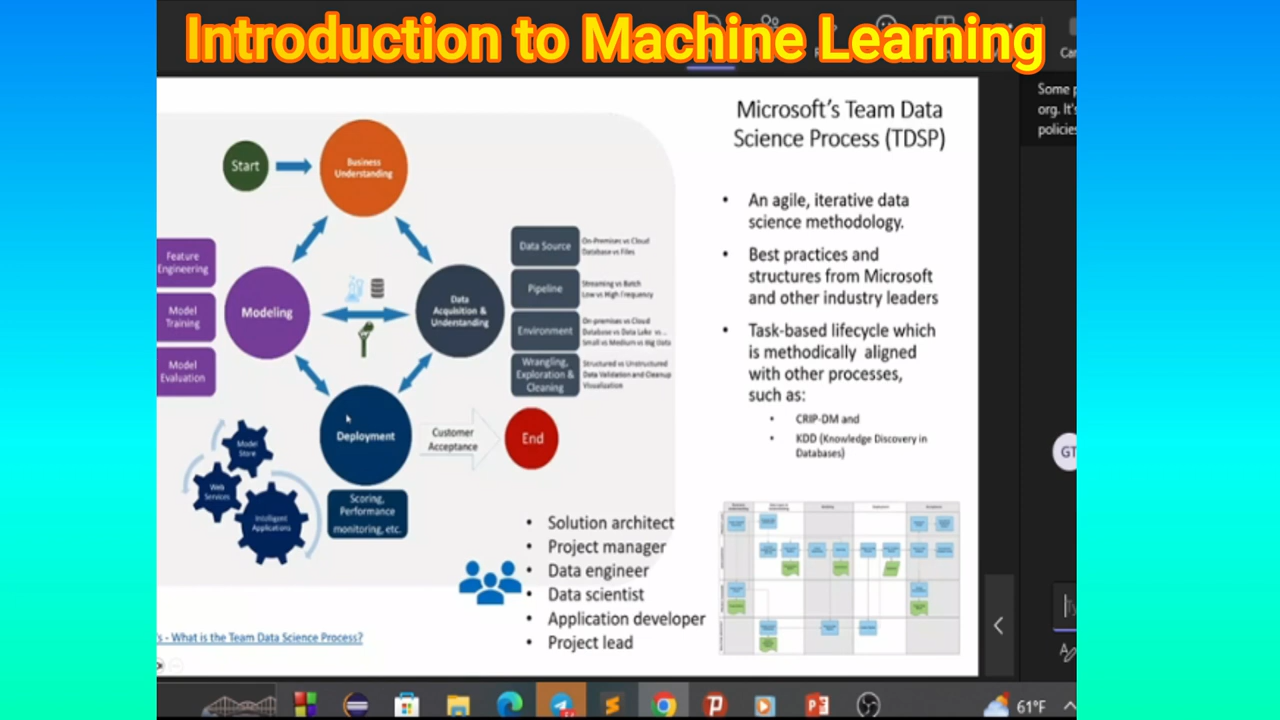 Introduction to Machine Learning
Some
org. It's
policies
Microsoft's Team Data
Science Process (TDSP)
Start
Business
Understanding
• An agile, iterative data
science methodology.
• Best practices and
structures from Microsoft
and other industry leaders
• Task-based lifecycle which
is methodically aligned
with other processes,
such as:
• CRIP-DM and
• KDD (Knowledge Discovery in
Databases)
Feature
Engineering
Model
Training
Model
Evaluation
Modeling
Data
Acquisition &
Understanding
Data Source
On-Premises vs Cloud
Database vs Files
Pipeline
Streaming vs Batch
Low vs High Frequency
Environment
On-premises vs Cloud
Database vs Data Lake vs ...
Small vs Medium vs Big Data
Wrangling,
Exploration &
Cleaning
Structured vs Unstructured
Data Validation and Cleanup
Visualization
Deployment
Customer
Acceptance
End
Model
Store
Web
Services
Intelligent
Applications
Scoring,
Performance
monitoring, etc.
• Solution architect
• Project manager
• Data engineer
• Data scientist
• Application developer
• Project lead
s - What is the Team Data Science Process?
GT
61°F